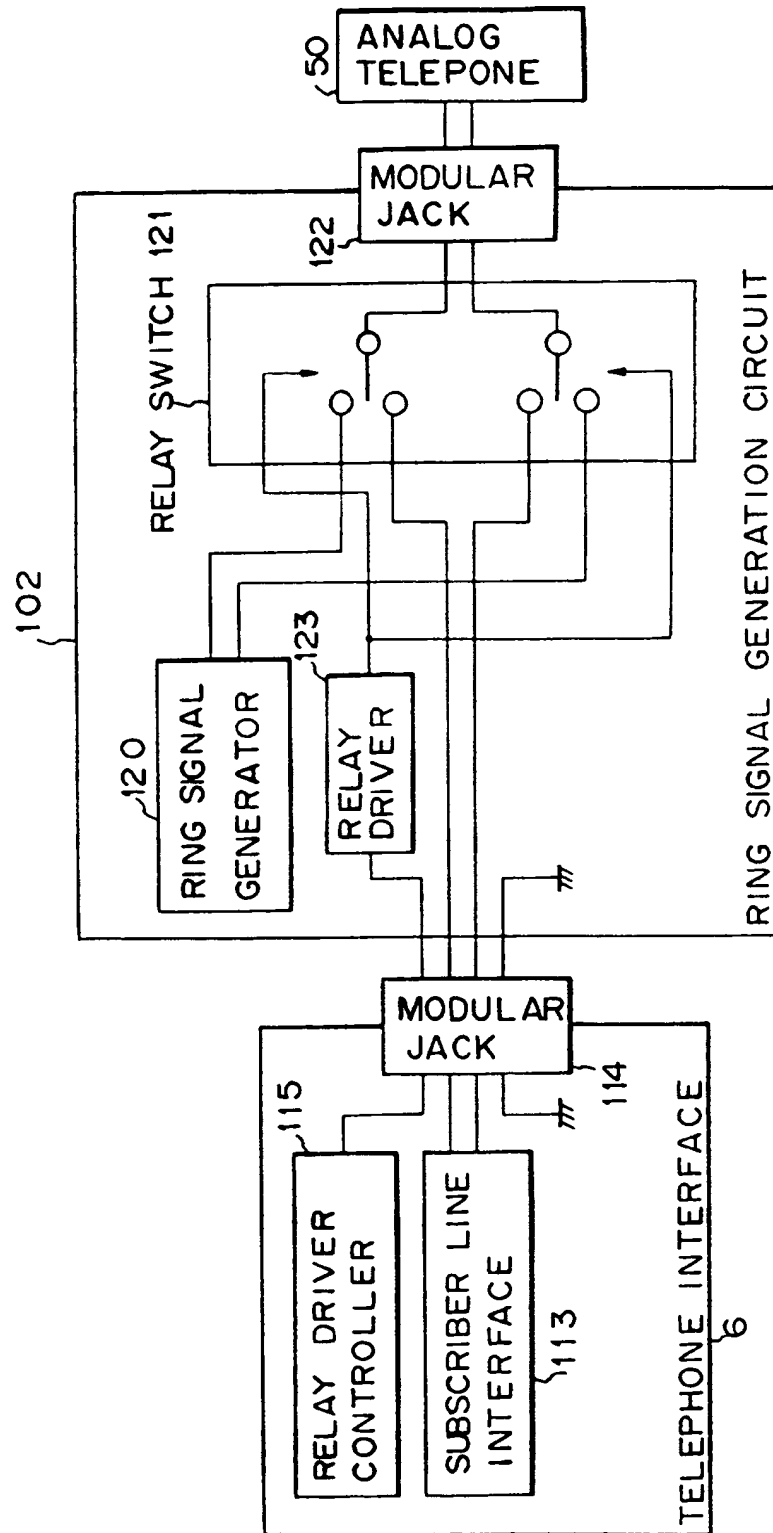 102
120
RING SIGNAL
GENERATOR
RELAY SWITCH 121
50
ANALOG
TELEPONE
122
MODULAR
JACK
123
RELAY
DRIVER
115
RELAY DRIVER
CONTROLLER
MODULAR
JACK
114
SUBSCRIBER LINE
INTERFACE
113
TELEPHONE INTERFACE
6
RING SIGNAL GENERATION CIRCUIT